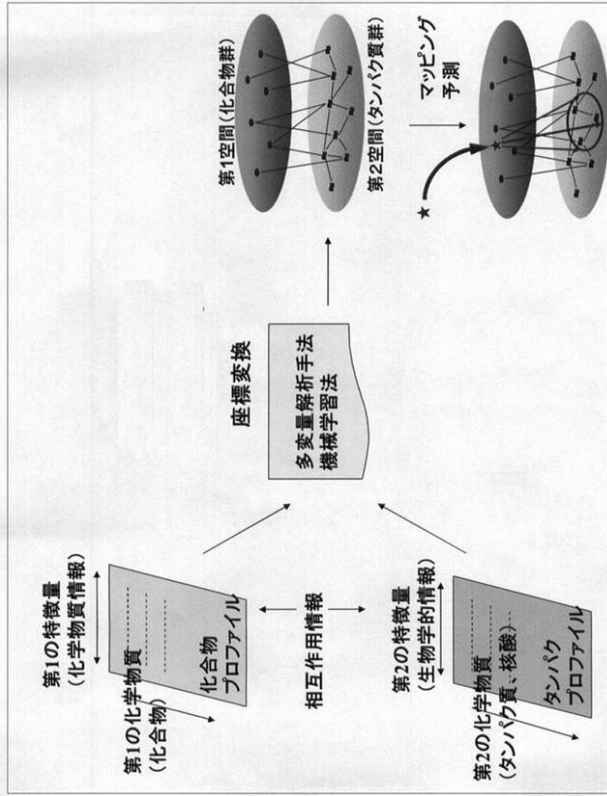 第1の特徴量
(化学物質情報)
第1の化学物質
(化合物)
化合物
プロファイル
相互作用情報
第2の特徴量
(生物学的情報)
第2の化学物質
(タンパク質、核酸)
タンパク
プロファイル
座標変換
多変量解析手法
機械学習法
第1空間(化合物群)
第2空間(タンパク質群)
マッピング
予測